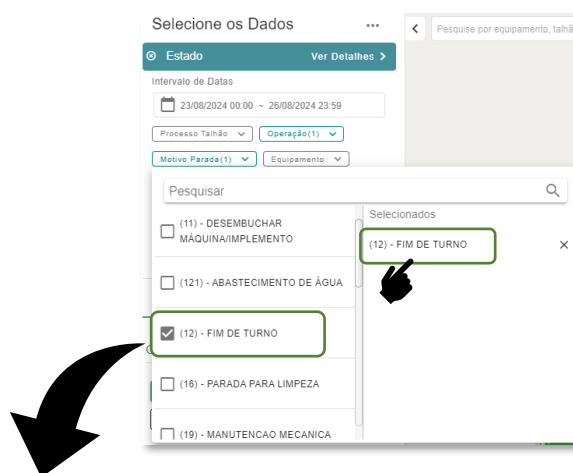 Selecione os Dados
Pesquise por equipamento, talhã
Estado
Ver Detalhes
Intervalo de Datas
23/08/2024 00:00 ~ 26/08/2024 23:59
Processo Talhão
Operação(1)
Motivo Parada(1)
Equipamento
Pesquisar
Selecionados
(11) - DESEMBUCHAR
MÁQUINA/IMPLEMENTO
(12) - FIM DE TURNO
(121) - ABASTECIMENTO DE ÁGUA
(12) - FIM DE TURNO
(16) - PARADA PARA LIMPEZA
(19) - MANUTENCAO MECANICA